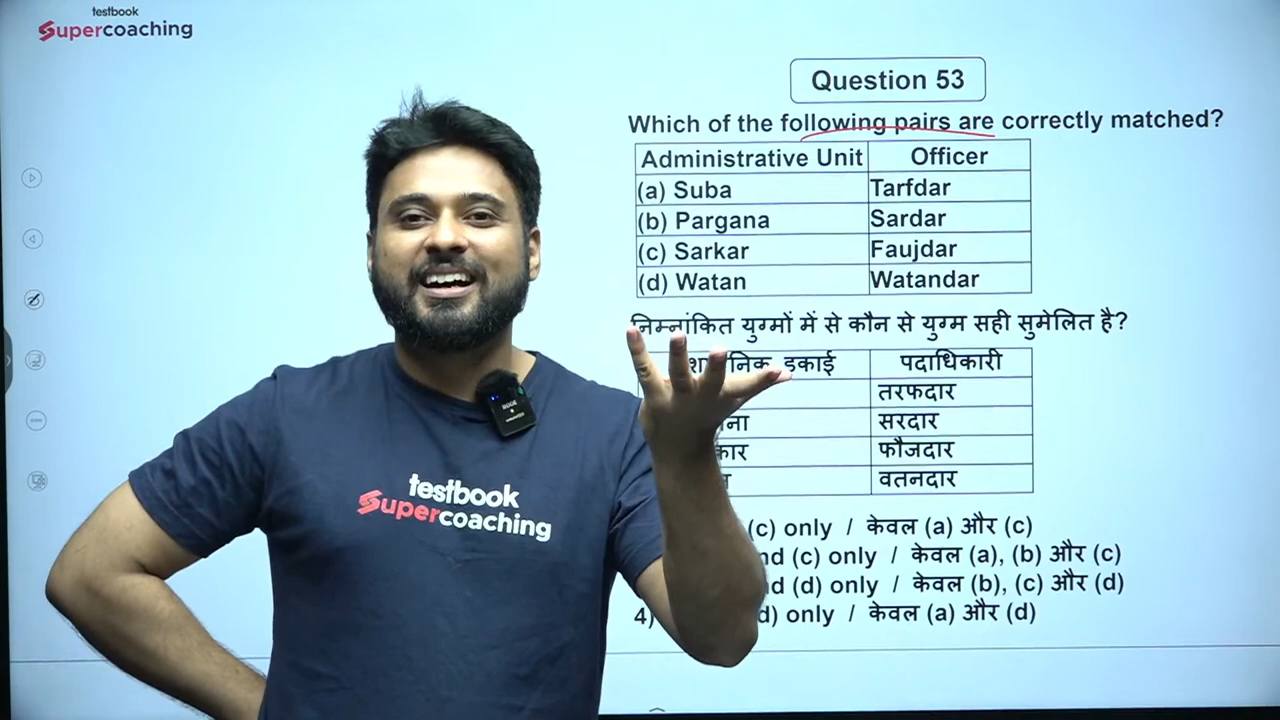 testbook
Supercoaching
Question 53
Which of the following pairs are correctly matched?
Administrative Unit Officer
(a) Suba Tarfdar
(b) Pargana Sardar
(c) Sarkar Faujdar
(d) Watan Watandar
निम्नांकित युग्मों में से कौन से युग्म सही सुमेलित है?
इकाई पदाधिकारी
तरफदार
सरदार
फौजदार
वतनदार
(c) only / केवल (a) और (c)
(c) only / केवल (a), (b) और (c)
(d) only / केवल (b), (c) और (d)
4) only / केवल (a) और (d)
testbook
Supercoaching